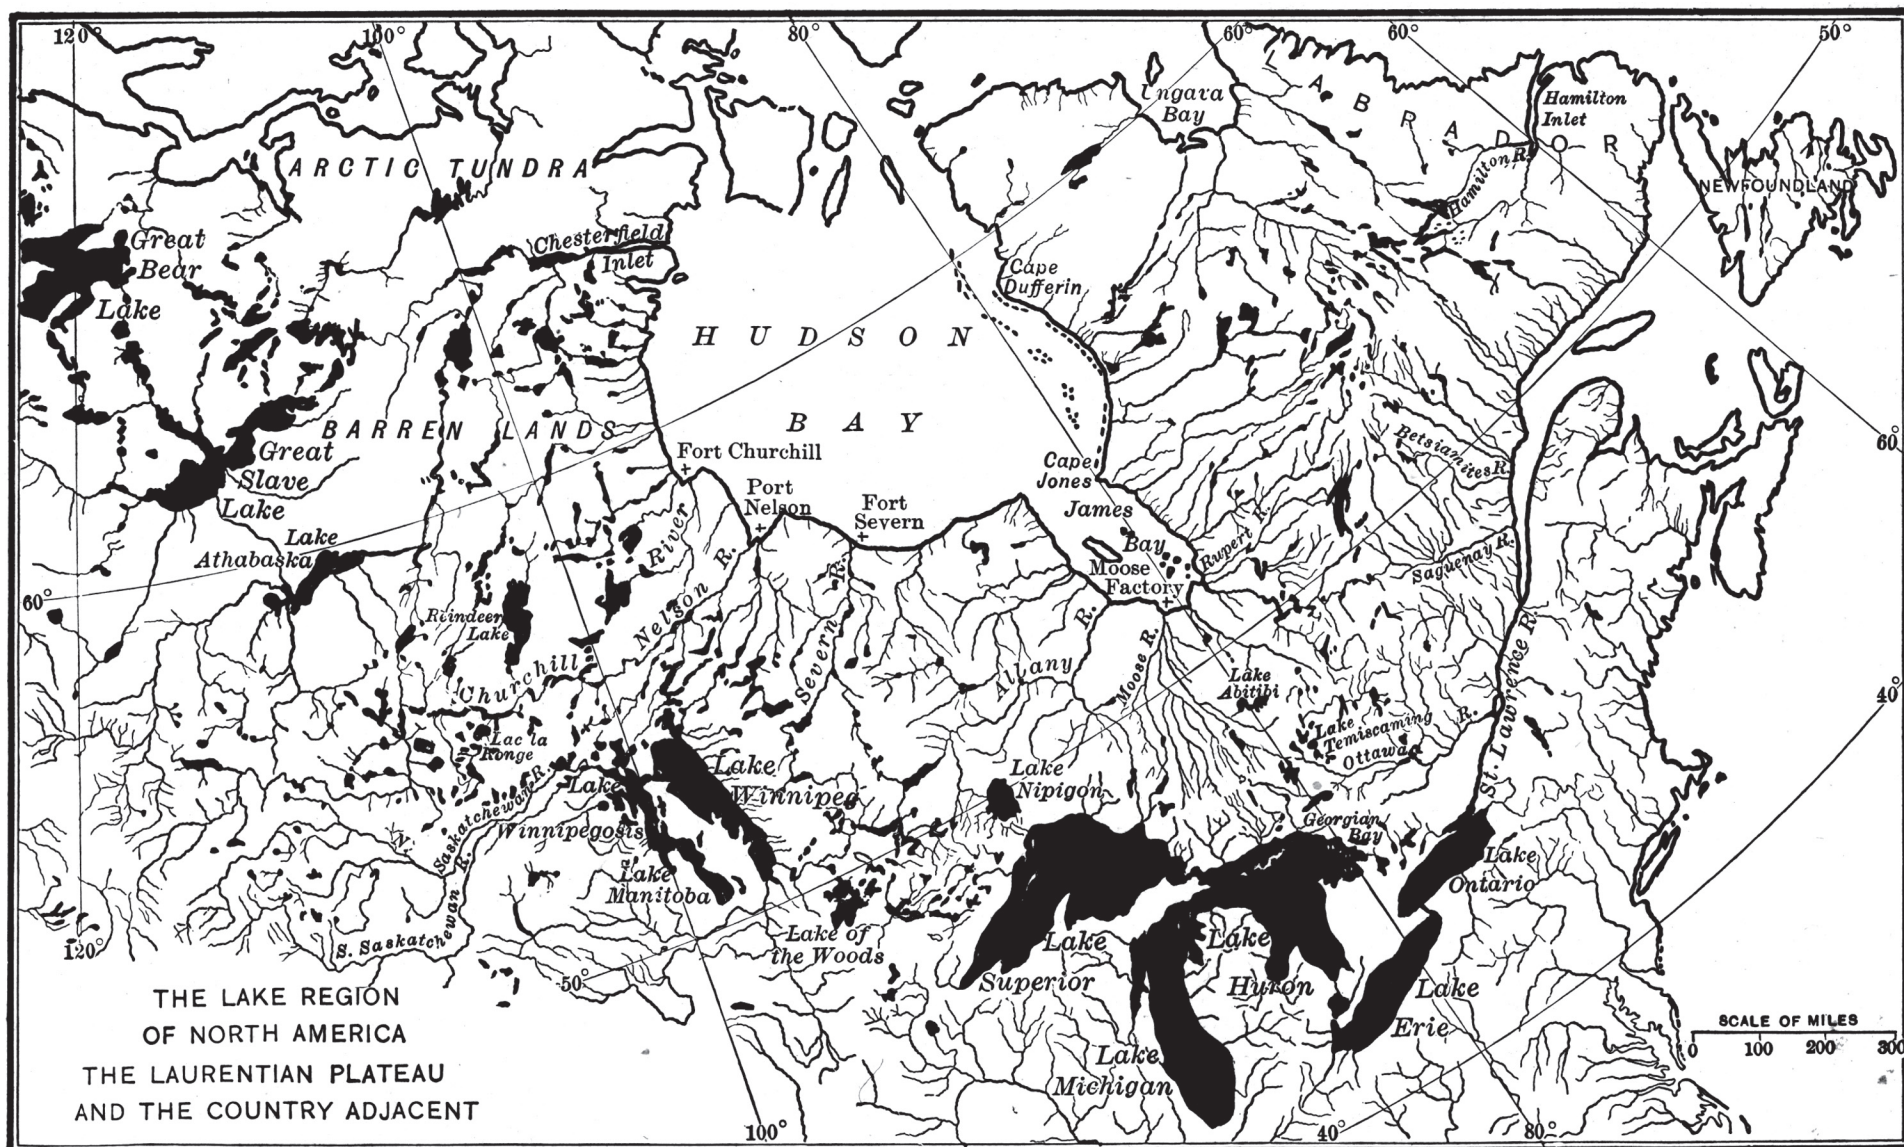 120°
100°
80°
60°
60°
50°
LABRADOR
Ungava
Bay
Hamilton
Inlet
Hamilton R.
NEWFOUNDLAND
ARCTIC TUNDRA
Great
Bear
Lake
Chesterfield
Inlet
Cape
Dufferin
HUDSON
BAY
BARREN LANDS
Great
Slave
Lake
Fort Churchill
Port
Nelson
Fort
Severn
Cape
Jones
James
Bay
Moose
Factory
Rupert R.
Betsiamites R.
Saguenay R.
60°
Lake
Athabaska
60°
Reindeer
Lake
River
Churchill
Nelson R.
Severn R.
Albany R.
Moose R.
Lake
Abitibi
Lake
Temiscaming
Ottawa R.
St. Lawrence R.
40°
Lac la
Ronge
N. Saskatchewan R.
Lake
Winnipegosis
Lake
Winnipeg
Lake
Nipigon
Georgian
Bay
Lake
Ontario
Lake
Manitoba
S. Saskatchewan R.
Lake of
the Woods
Lake
Superior
Lake
Huron
Lake
Erie
Lake
Michigan
120°
50°
THE LAKE REGION
OF NORTH AMERICA
THE LAURENTIAN PLATEAU
AND THE COUNTRY ADJACENT
SCALE OF MILES
0 100 200 300
100°
40°
80°